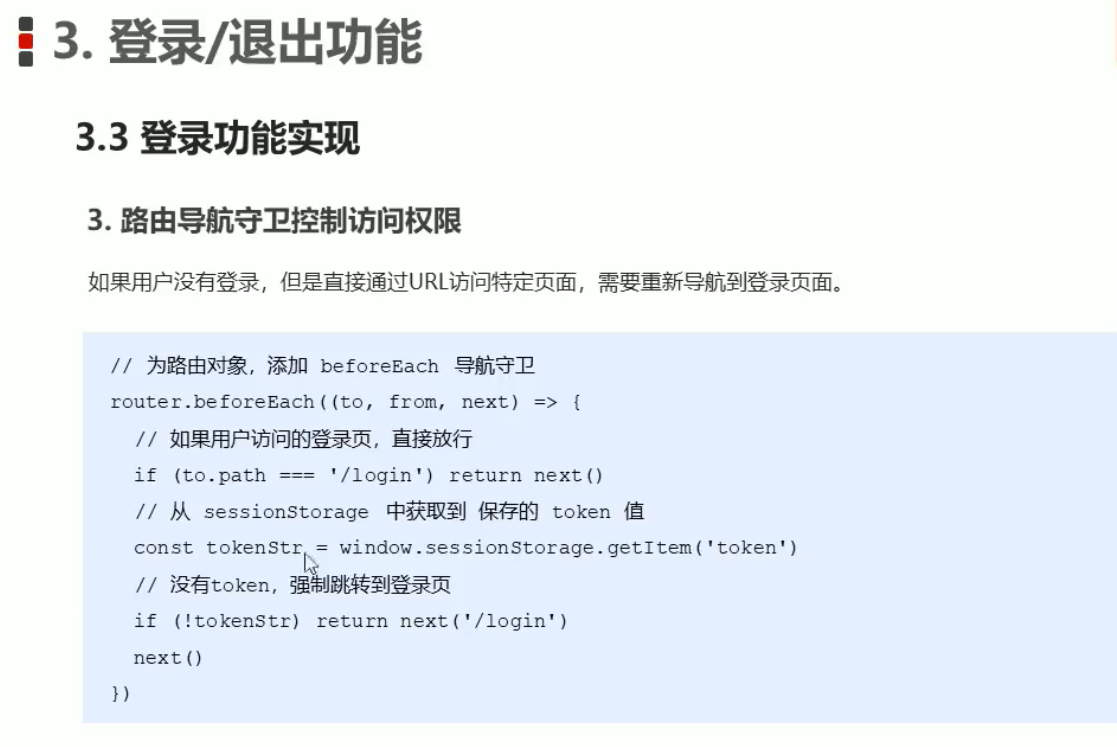 3. 登录/退出功能
3.3 登录功能实现
3. 路由导航守卫控制访问权限
如果用户没有登录，但是直接通过URL访问特定页面，需要重新导航到登录页面。
// 为路由对象，添加 beforeEach 导航守卫
router.beforeEach((to, from, next) => {
  // 如果用户访问的登录页，直接放行
  if (to.path === '/login') return next()
  // 从 sessionStorage 中获取到 保存的 token 值
  const tokenStr = window.sessionStorage.getItem('token')
  // 没有token，强制跳转到登录页
  if (!tokenStr) return next('/login')
  next()
})